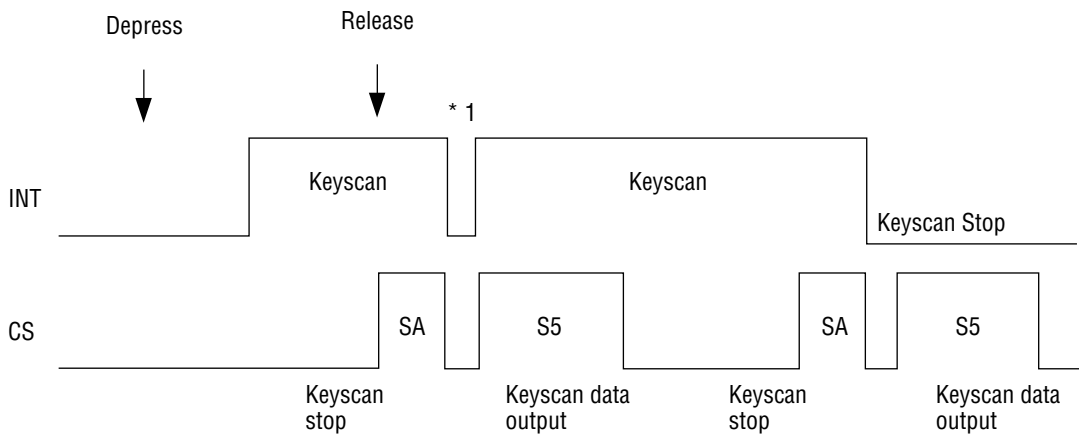 Depress
Release
* 1
INT
Keyscan
Keyscan
Keyscan Stop
CS
SA
S5
SA
S5
Keyscan
stop
Keyscan data
output
Keyscan
stop
Keyscan data
output